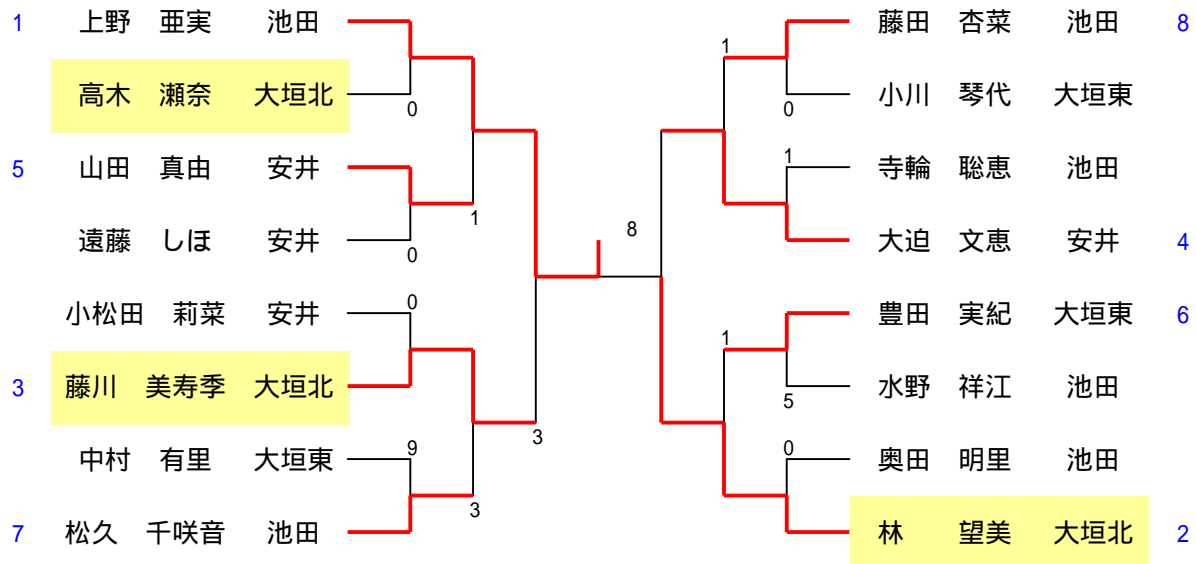 1 上野 亜実 池田
高木 瀬奈 大垣北
0
5 山田 真由 安井
1
遠藤 しほ 安井
0
0
小松田 莉菜 安井
3 藤川 美寿季 大垣北
3
9
中村 有里 大垣東
3
7 松久 千咲音 池田
8
藤田 杏菜 池田 8
1
小川 琴代 大垣東
0
1
寺輪 聡恵 池田
大迫 文恵 安井 4
豊田 実紀 大垣東 6
1
水野 祥江 池田
5
0
奥田 明里 池田
林 望美 大垣北 2